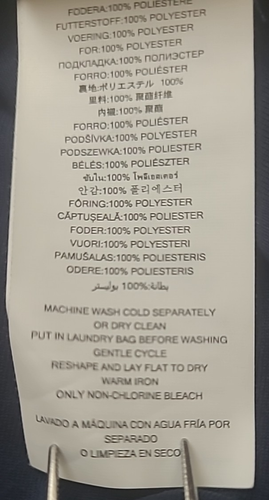 FODERA:100% POLIESTERE
FUTTERSTOFF:100% POLYESTER
VOERING:100% POLYESTER
FOR:100% POLYESTER
ПОДКЛАДКА:100% ПОЛИЭСТЕР
FORRO:100% POLIÉSTER
裏地:ポリエステル 100%
里料:100% 聚酯纤维
内襯:100% 聚酯
FORRO:100% POLIÉSTER
PODŠÍVKA:100% POLYESTER
PODSZEWKA:100% POLIESTER
BÉLÉS:100% POLIÉSZTER
ซับใน:100% โพลีเอสเตอร์
안감:100% 폴리에스터
FÔRING:100% POLYESTER
CĂPTUȘEALĂ:100% POLIESTER
FODER:100% POLYESTER
VUORI:100% POLYESTERI
PAMUŠALAS:100% POLIESTERIS
ODERE:100% POLIESTERIS
بطانة:%100 بوليستر
MACHINE WASH COLD SEPARATELY
OR DRY CLEAN
PUT IN LAUNDRY BAG BEFORE WASHING
GENTLE CYCLE
RESHAPE AND LAY FLAT TO DRY
WARM IRON
ONLY NON-CHLORINE BLEACH
LAVADO A MÁQUINA CON AGUA FRÍA POR
SEPARADO
O LIMPIEZA EN SECO